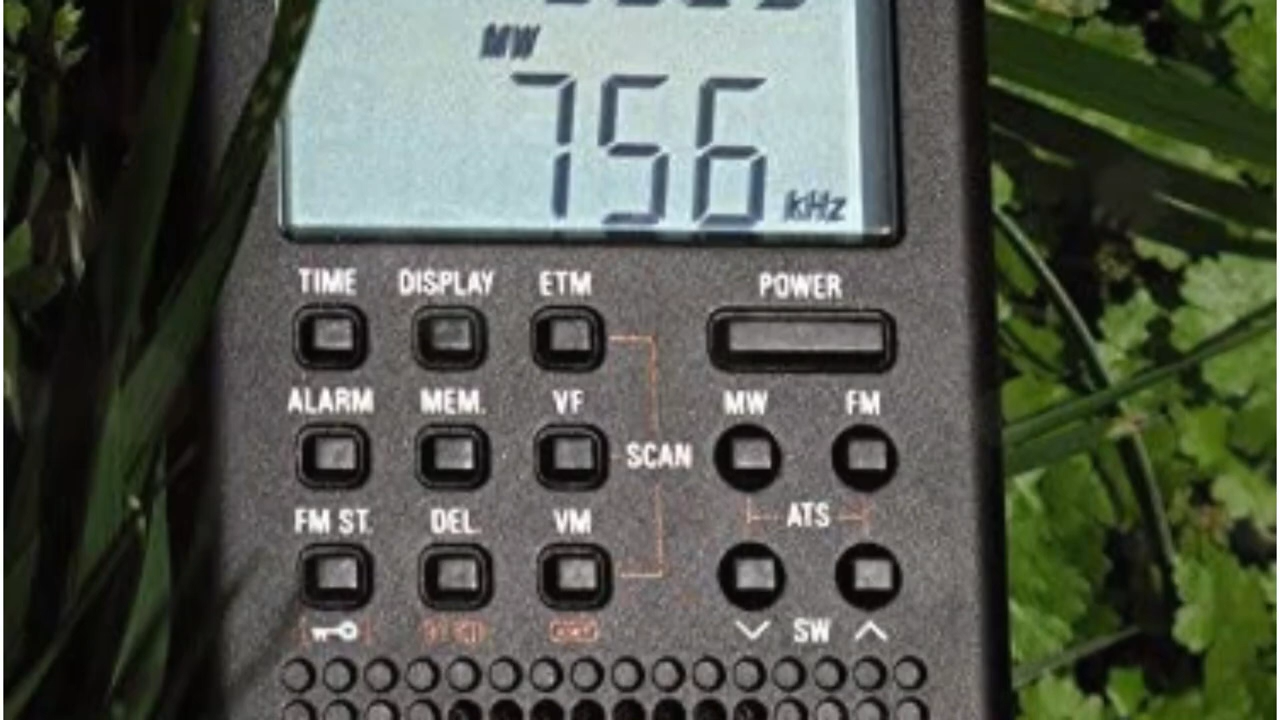 MW
756 kHz
TIME DISPLAY ETM POWER
ALARM MEM. VF MW FM
SCAN
FM ST. DEL. VM ATS
SW